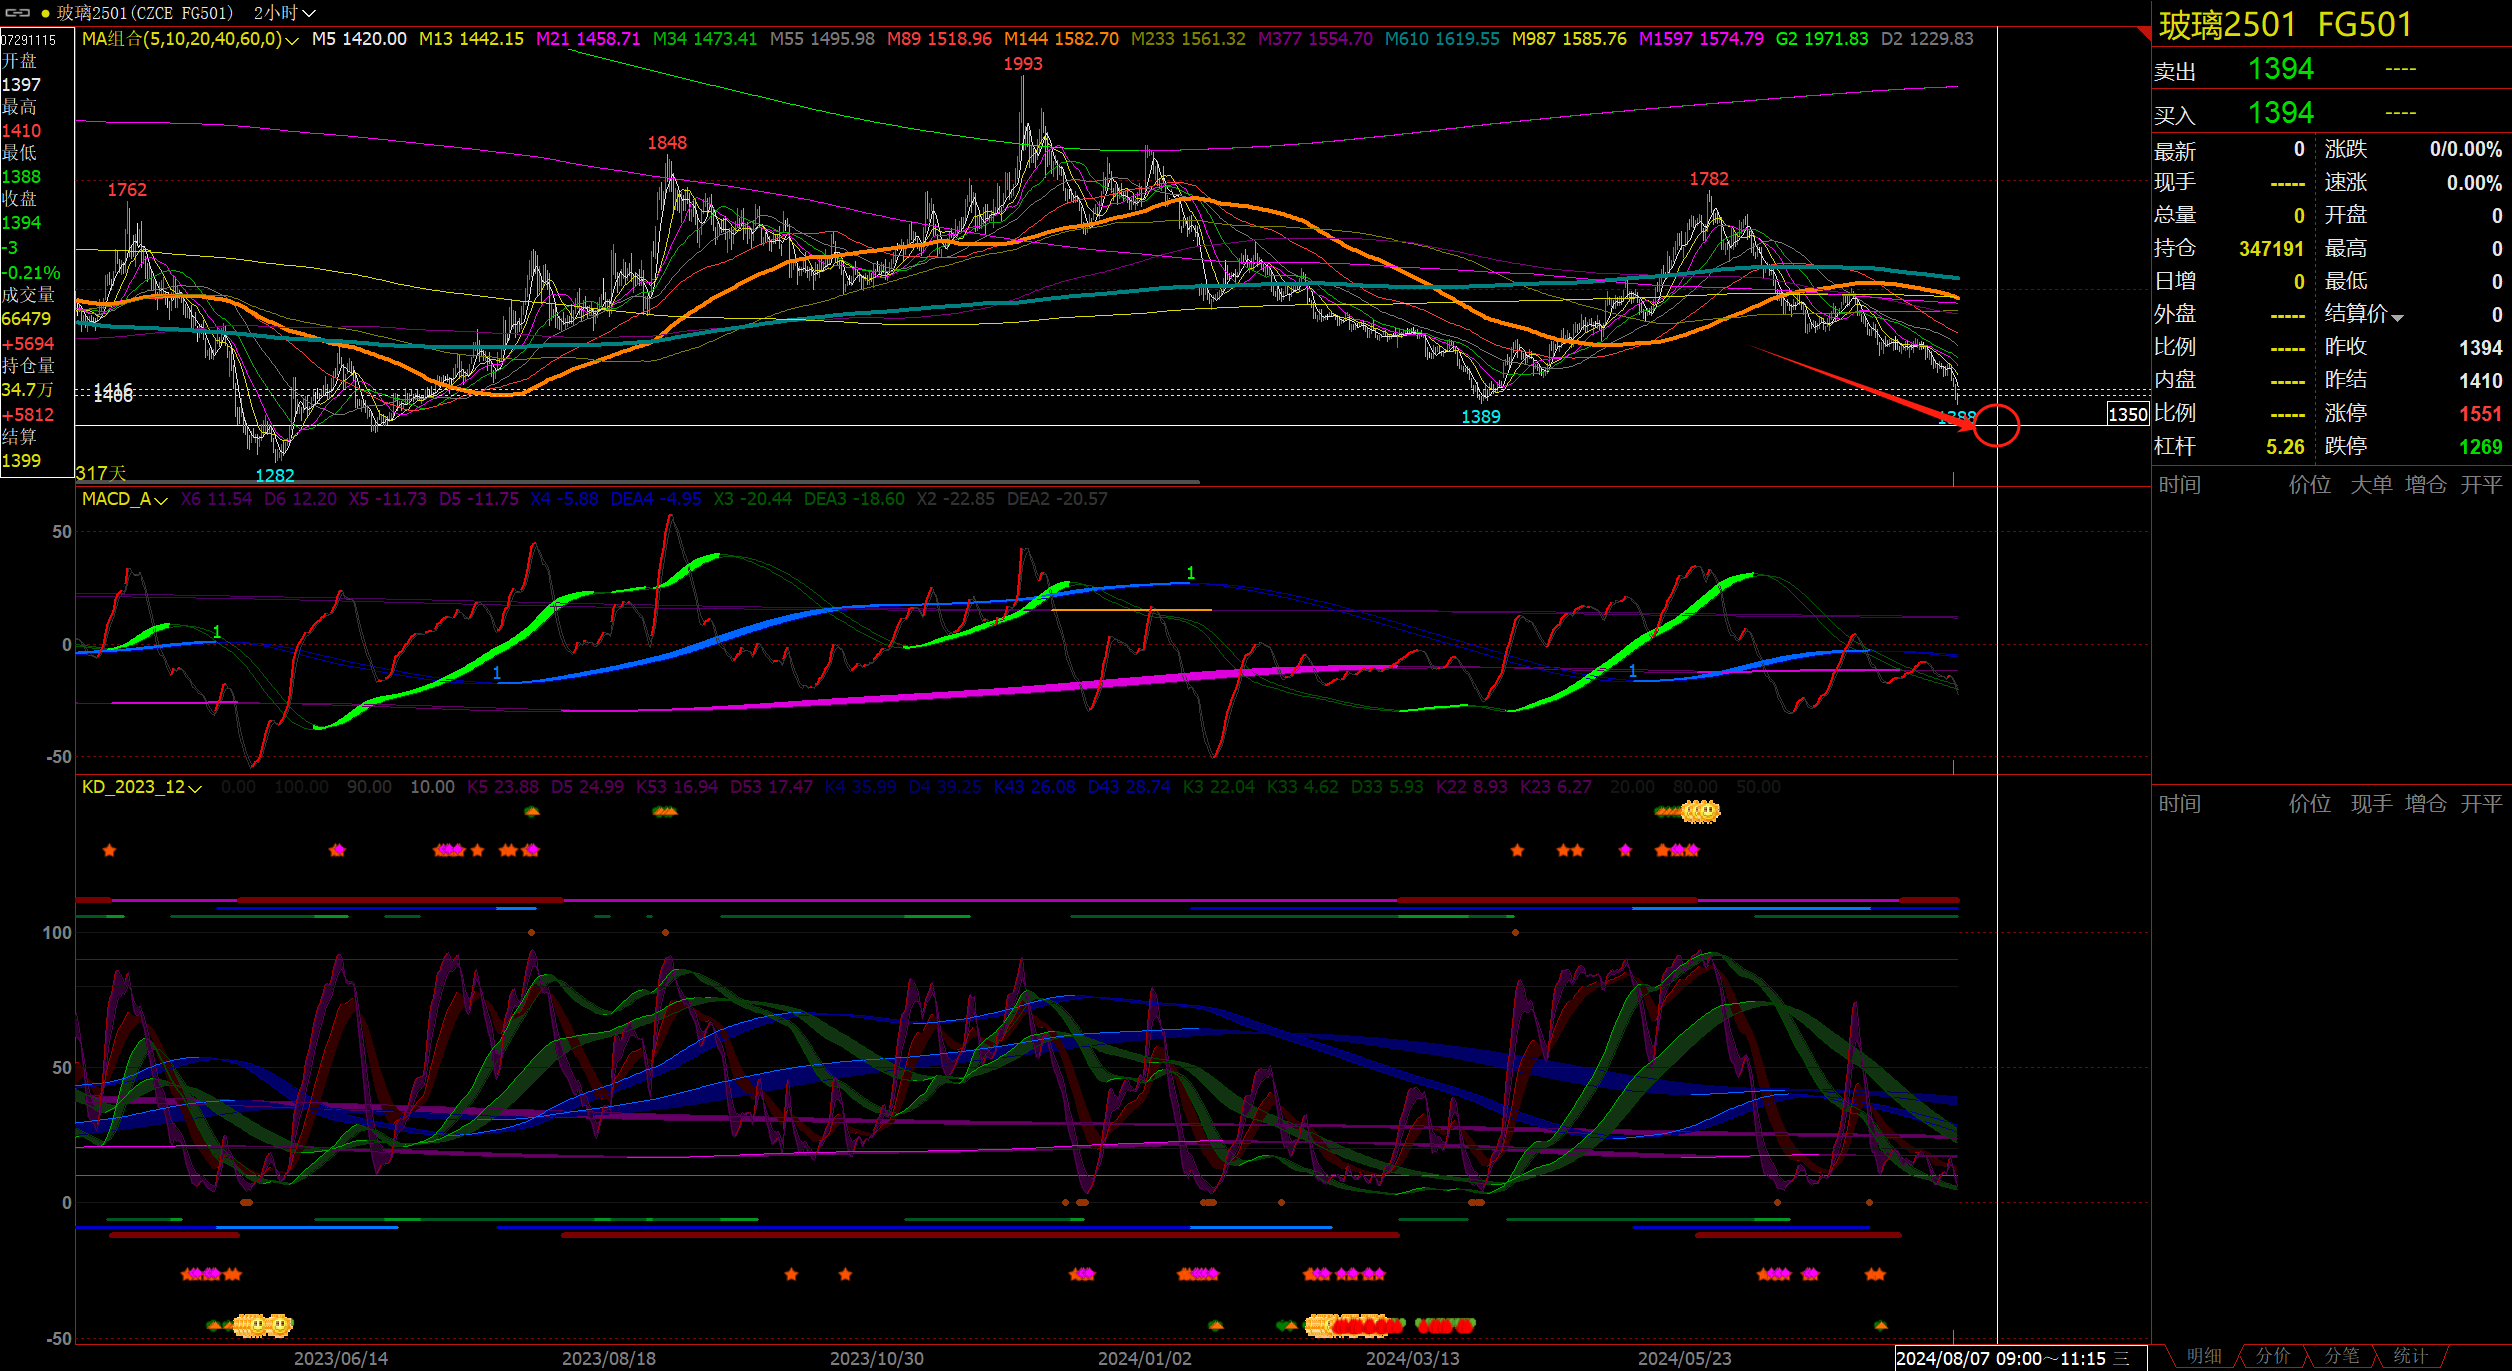 玻璃2501(CZCE FG501) 2小时
07291115
开盘
1397
最高
1410
最低
1388
收盘
1394
-3
-0.21%
成交量
66479
+5694
持仓量
34.7万
+5812
结算
1399
MA组合(5,10,20,40,60,0) M5 1420.00 M13 1442.15 M21 1458.71 M34 1473.41 M55 1495.98 M89 1518.96 M144 1582.70 M233 1561.32 M377 1554.70 M610 1619.55 M987 1585.76 M1597 1574.79 G2 1971.83 D2 1229.83
1993
1848
1762
1782
1416
1406
1389
1388
1350
1282
317天
MACD_A X6 11.54 D6 12.20 X5 -11.73 D5 -11.75 X4 -5.88 DEA4 -4.95 X3 -20.44 DEA3 -18.60 X2 -22.85 DEA2 -20.57
50
1
1
0
1
1
-50
KD_2023_12 0.00 100.00 90.00 10.00 K5 23.88 D5 24.99 K53 16.94 D53 17.47 K4 35.99 D4 39.25 K43 26.08 D43 28.74 K3 22.04 K33 4.62 D33 5.93 K22 8.93 K23 6.27 20.00 80.00 50.00
100
50
0
-50
2023/06/14 2023/08/18 2023/10/30 2024/01/02 2024/03/13 2024/05/23 2024/08/07 09:00~11:15 三
玻璃2501 FG501
卖出 1394 ----
买入 1394 ----
最新 0 涨跌 0/0.00%
现手 ----- 速涨 0.00%
总量 0 开盘 0
持仓 347191 最高 0
日增 0 最低 0
外盘 ----- 结算价 0
比例 ----- 昨收 1394
内盘 ----- 昨结 1410
比例 ----- 涨停 1551
杠杆 5.26 跌停 1269
时间 价位 大单 增仓 开平
时间 价位 现手 增仓 开平
明细 分价 分笔 统计